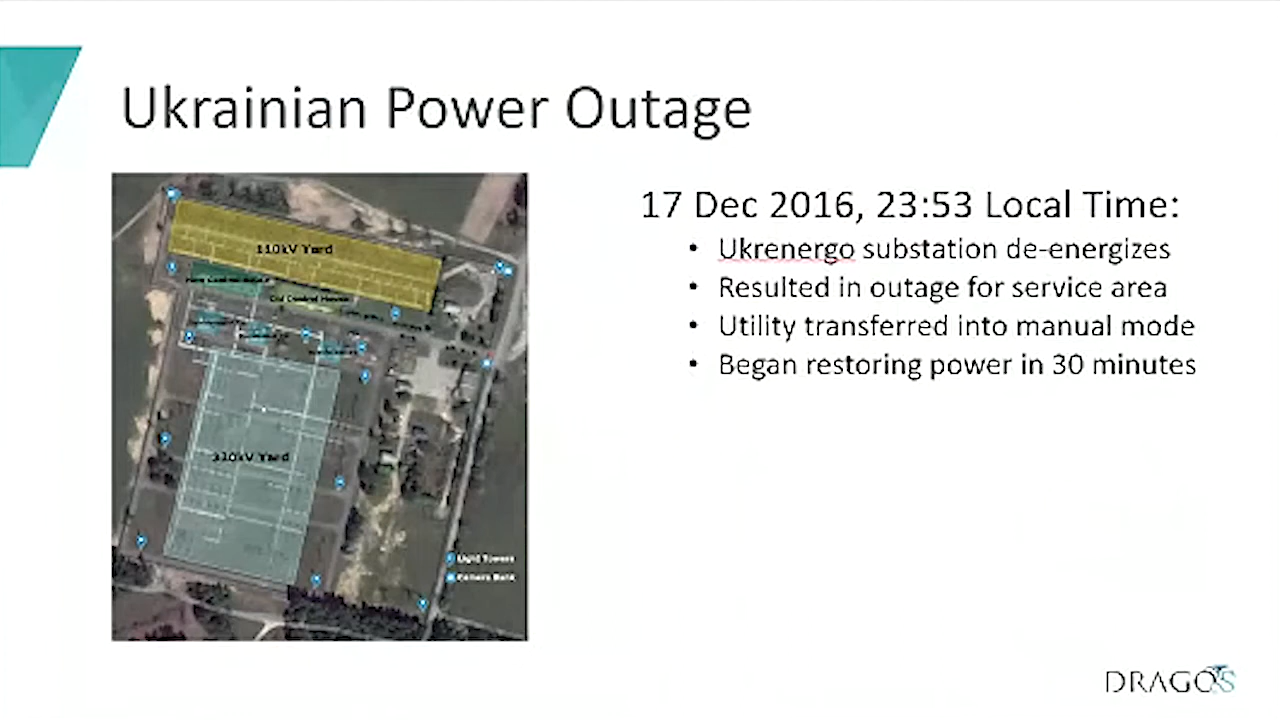 Ukrainian Power Outage
17 Dec 2016, 23:53 Local Time:
• Ukrenergo substation de-energizes
• Resulted in outage for service area
• Utility transferred into manual mode
• Began restoring power in 30 minutes
110kV Yard
Old Control House
330kV Yard
Light Towers
Camera Bank
DRAGOS